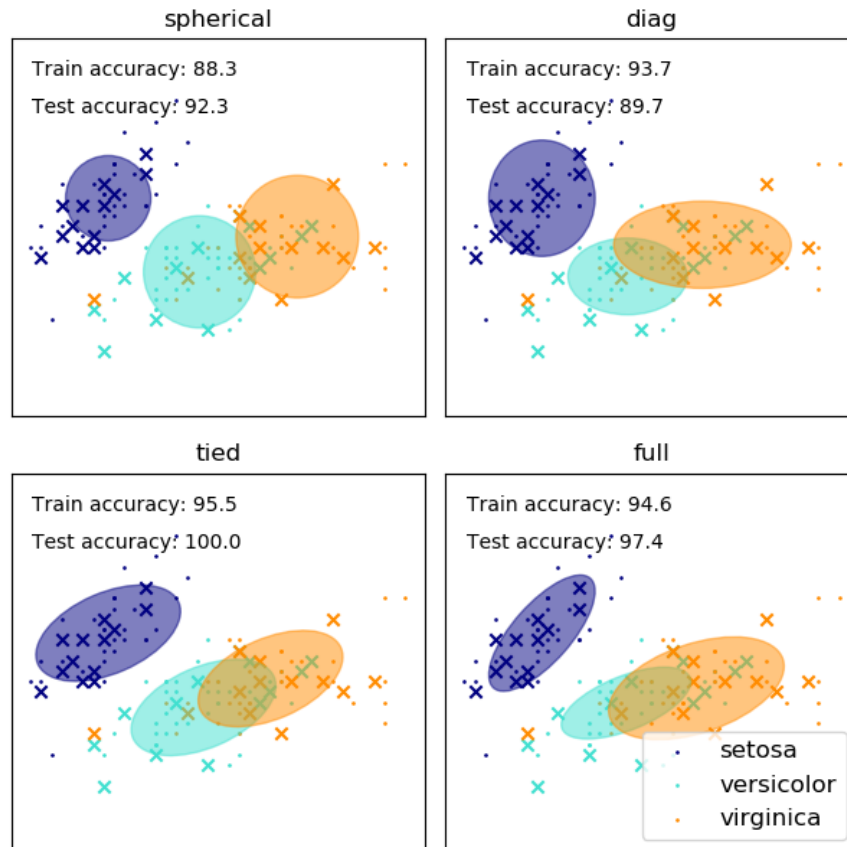 spherical
Train accuracy: 88.3
Test accuracy: 92.3
diag
Train accuracy: 93.7
Test accuracy: 89.7
tied
Train accuracy: 95.5
Test accuracy: 100.0
full
Train accuracy: 94.6
Test accuracy: 97.4
setosa
versicolor
virginica